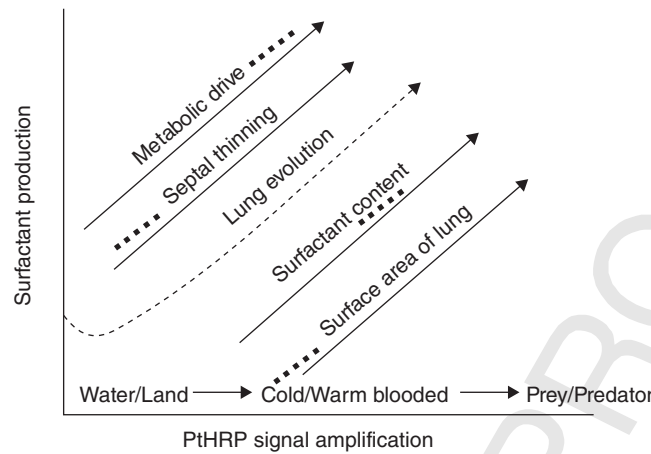 Surfactant production
Metabolic drive
Septal thinning
Lung evolution
Surfactant content
Surface area of lung
Water/Land Cold/Warm blooded Prey/Predator
PtHRP signal amplification
PRO